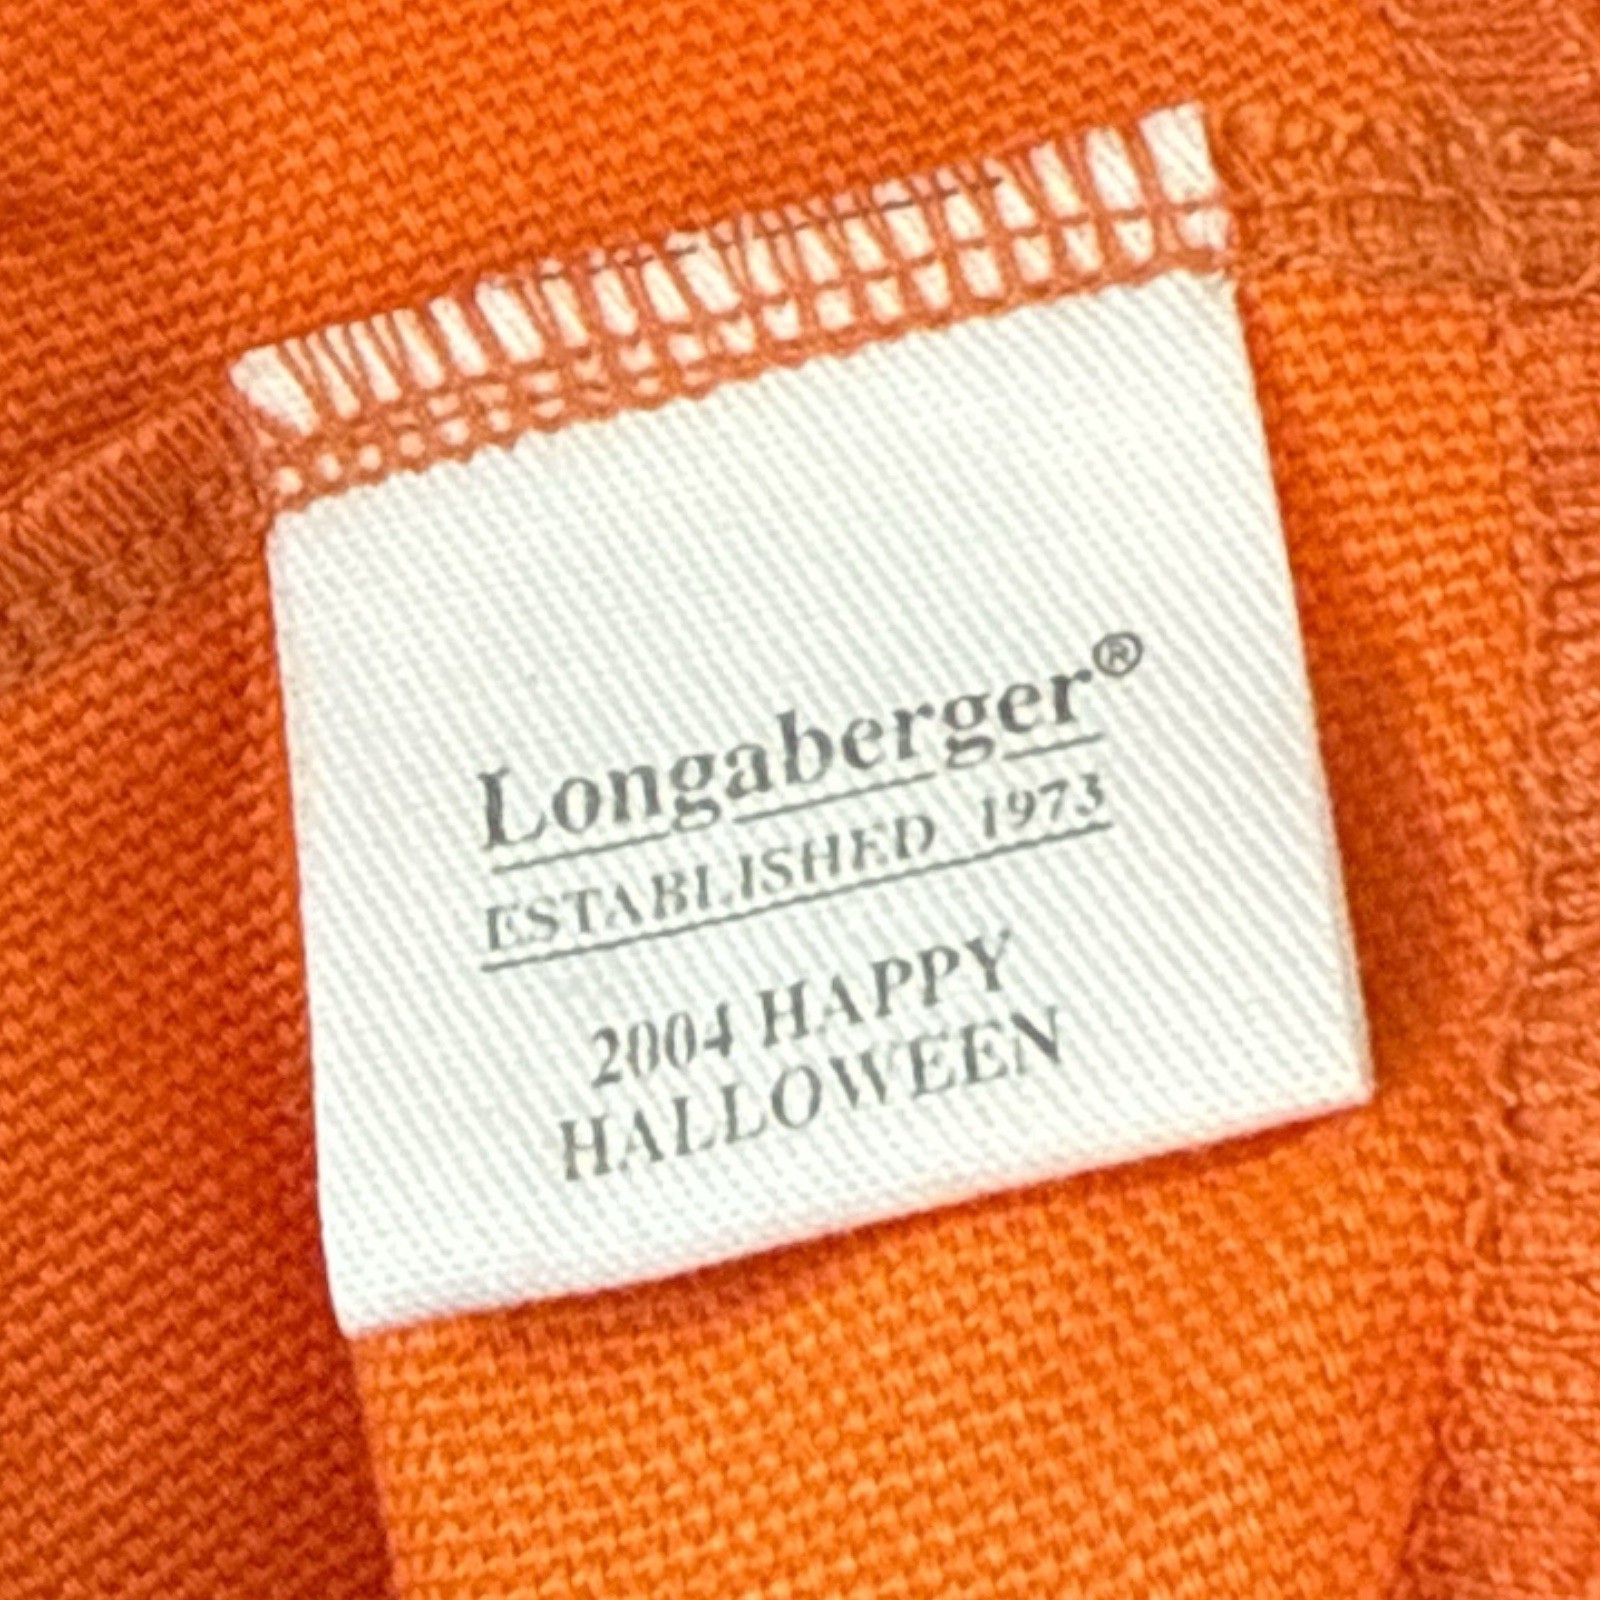 Longaberger®
ESTABLISHED 1973
2004 HAPPY
HALLOWEEN